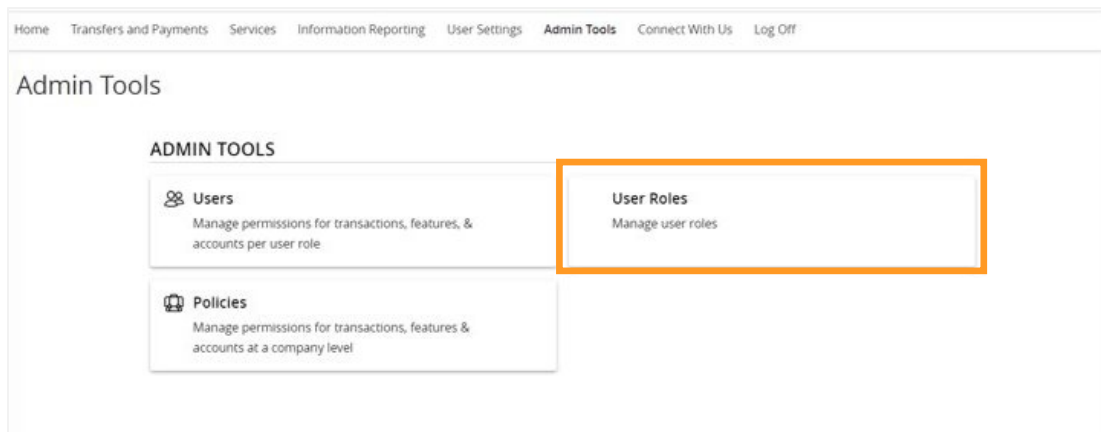 Home Transfers and Payments Services Information Reporting User Settings Admin Tools Connect With Us Log Off
Admin Tools
ADMIN TOOLS
Users
Manage permissions for transactions, features, &
accounts per user role
User Roles
Manage user roles
Policies
Manage permissions for transactions, features &
accounts at a company level